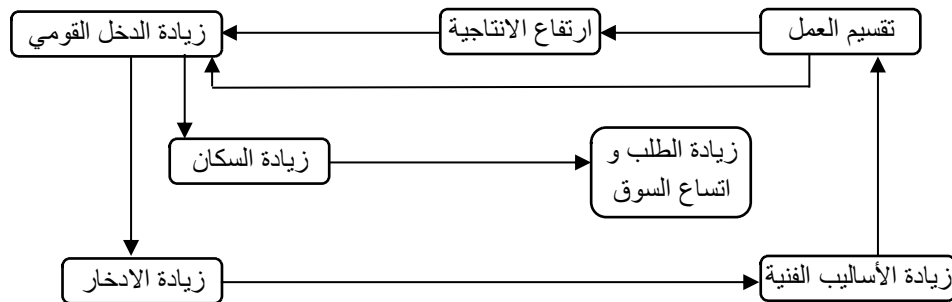 تقسيم العمل
ارتفاع الانتاجية
زيادة الدخل القومي
زيادة السكان
زيادة الطلب و
اتساع السوق
زيادة الادخار
زيادة الأساليب الفنية